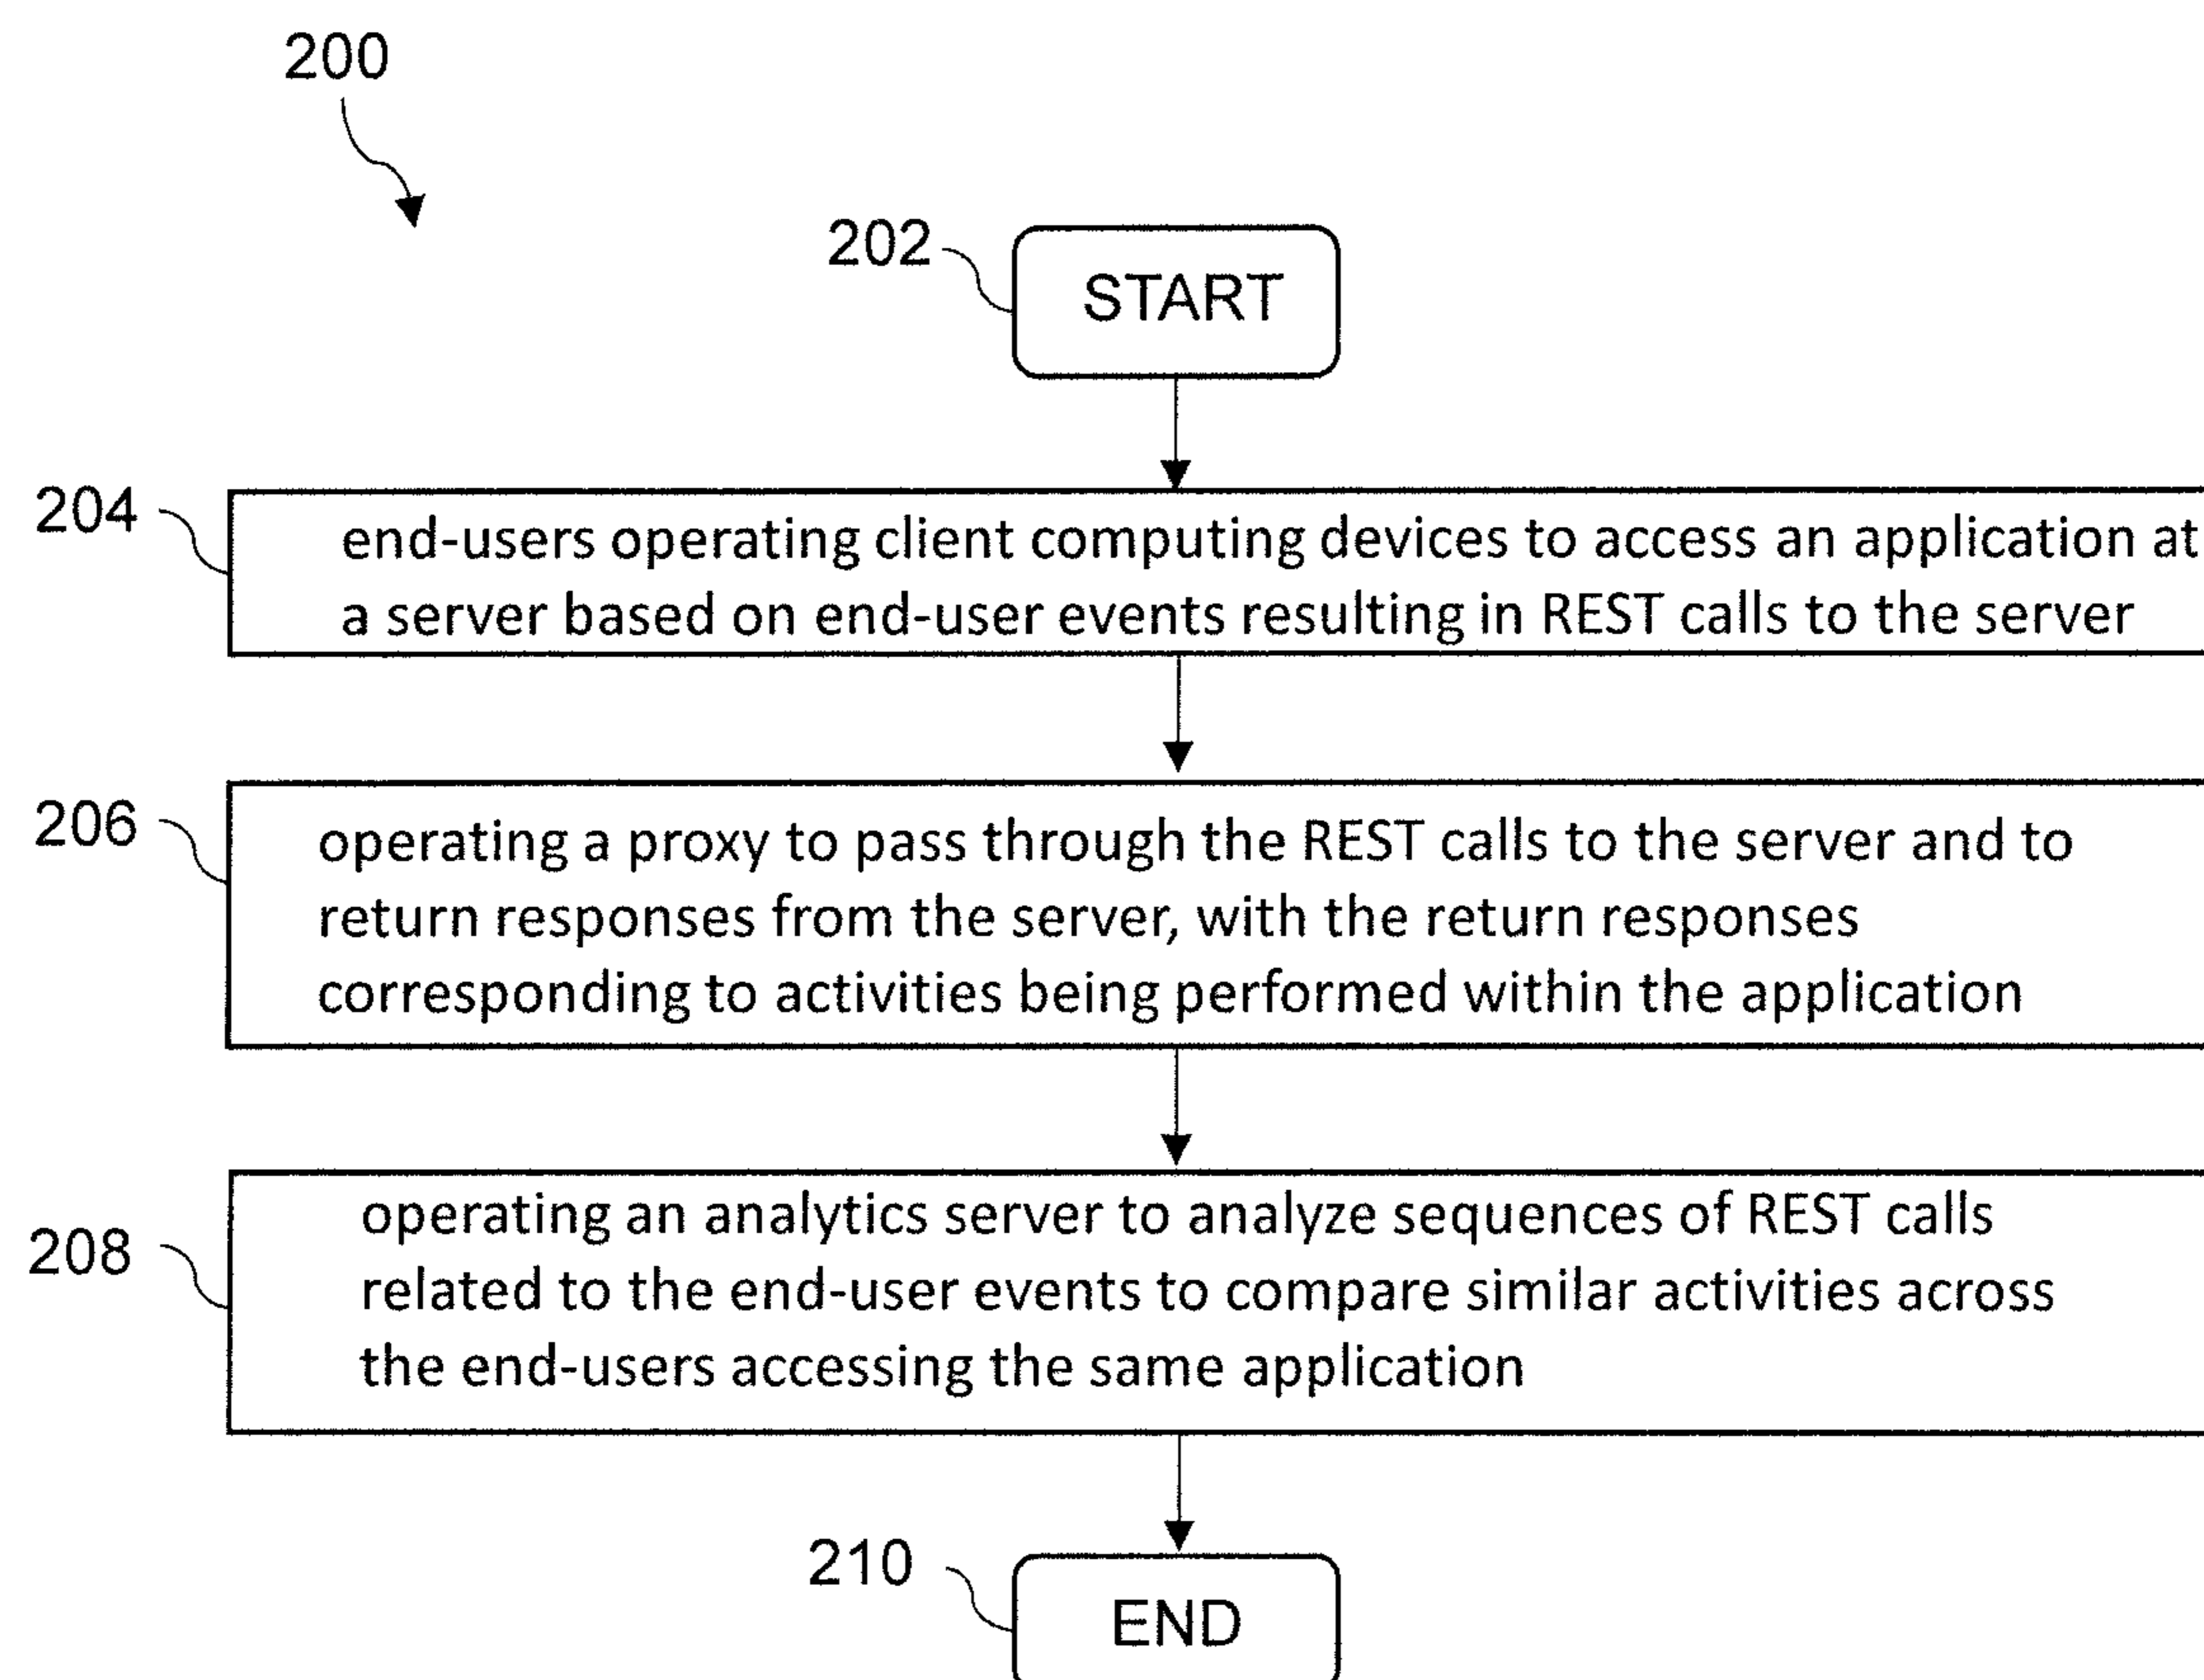 200
202
START
204
end-users operating client computing devices to access an application at
a server based on end-user events resulting in REST calls to the server
206
operating a proxy to pass through the REST calls to the server and to
return responses from the server, with the return responses
corresponding to activities being performed within the application
208
operating an analytics server to analyze sequences of REST calls
related to the end-user events to compare similar activities across
the end-users accessing the same application
210
END